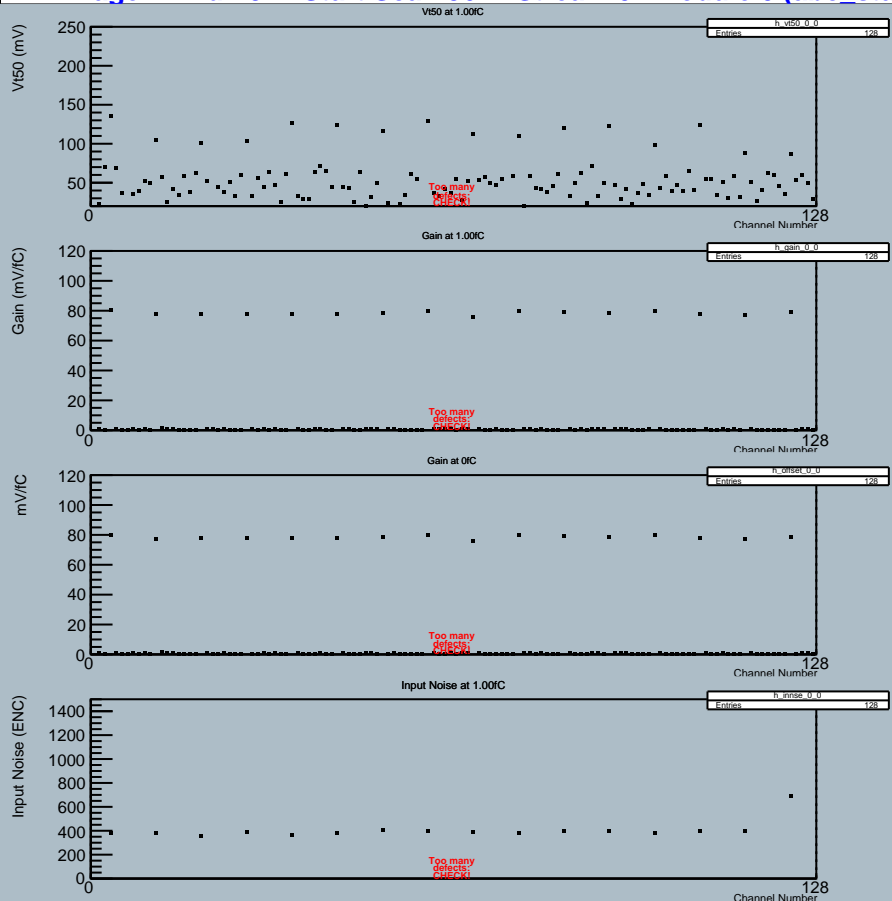 Vt50 at 1.00fC
h_vt50_0_0
Entries 128
Vt50 (mV)
250
200
150
100
50
Too many
defects:
CHECK!
0
128
Channel Number
Gain at 1.00fC
h_gain_0_0
Entries 128
Gain (mV/fC)
120
100
80
60
40
20
0
Too many
defects:
CHECK!
0
128
Channel Number
Gain at 0fC
h_offset_0_0
Entries 128
mV/fC
120
100
80
60
40
20
0
Too many
defects:
CHECK!
0
128
Channel Number
Input Noise at 1.00fC
h_innse_0_0
Entries 128
Input Noise (ENC)
1400
1200
1000
800
600
400
200
0
Too many
defects:
CHECK!
0
128
Channel Number